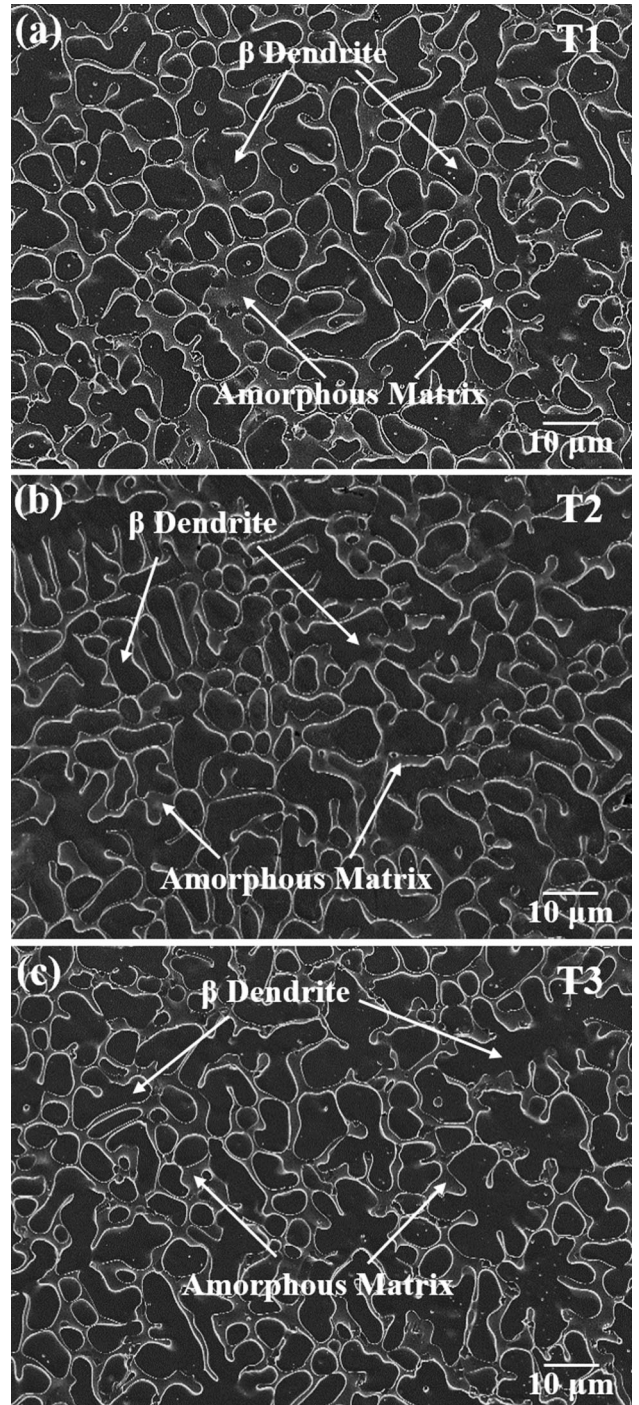 (a)
T1
β Dendrite
Amorphous Matrix
10 µm
(b)
T2
β Dendrite
Amorphous Matrix
10 µm
(c)
T3
β Dendrite
Amorphous Matrix
10 µm